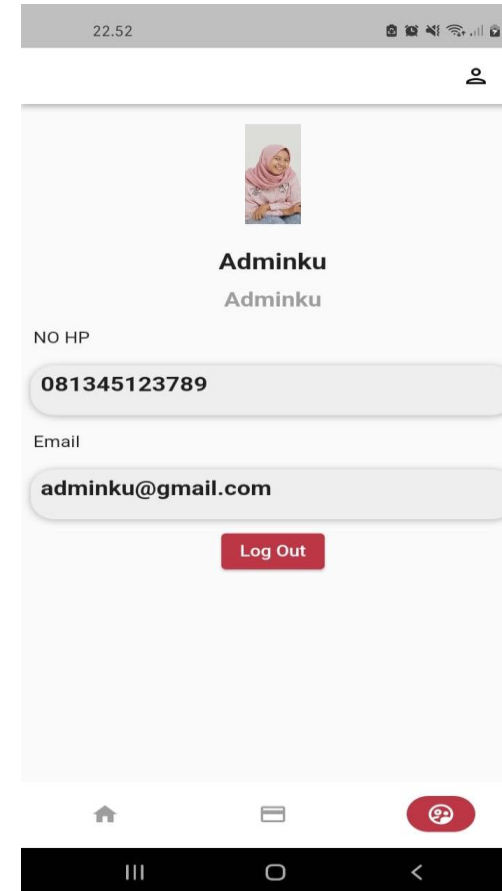 22.52
Adminku
Adminku
NO HP
081345123789
Email
adminku@gmail.com
Log Out